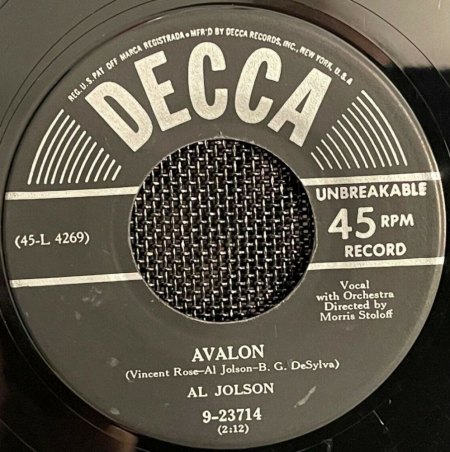 REG. U.S. PAT. OFF. MARCA REGISTRADA • MFR'D BY DECCA RECORDS, INC., NEW YORK, U.S.A.
DECCA
UNBREAKABLE
45 RPM
RECORD
(45-L 4269)
Vocal
with Orchestra
Directed by
Morris Stoloff
AVALON
(Vincent Rose-Al Jolson-B. G. DeSylva)
AL JOLSON
9-23714
(2:12)